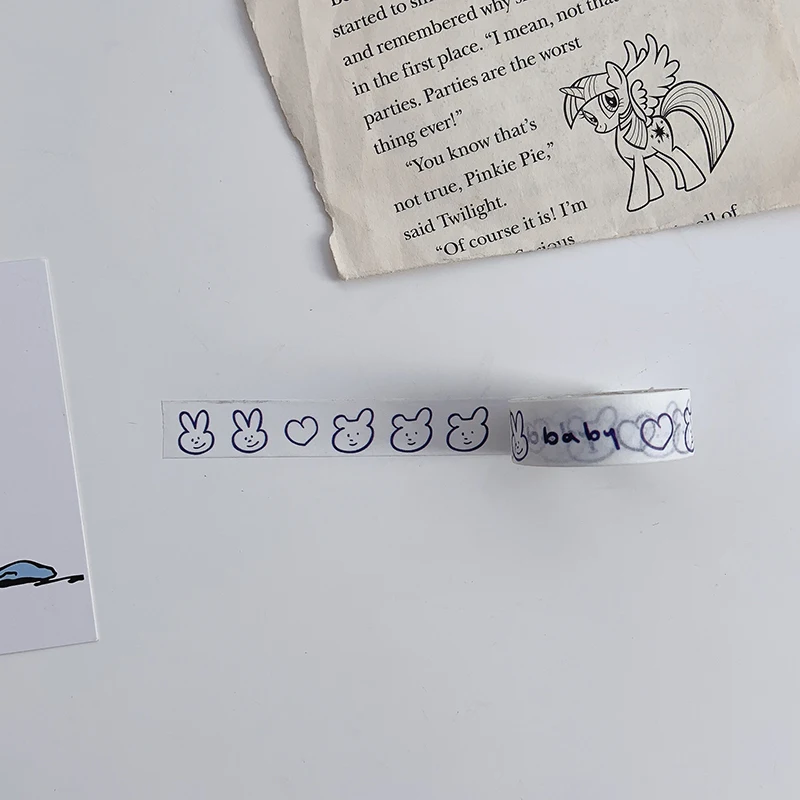 started to
and remembered why
in the first place. "I mean, not
parties. Parties are the worst
thing ever!"
"You know that's
not true, Pinkie Pie,"
said Twilight.
"Of course it is! I'm
of
baby